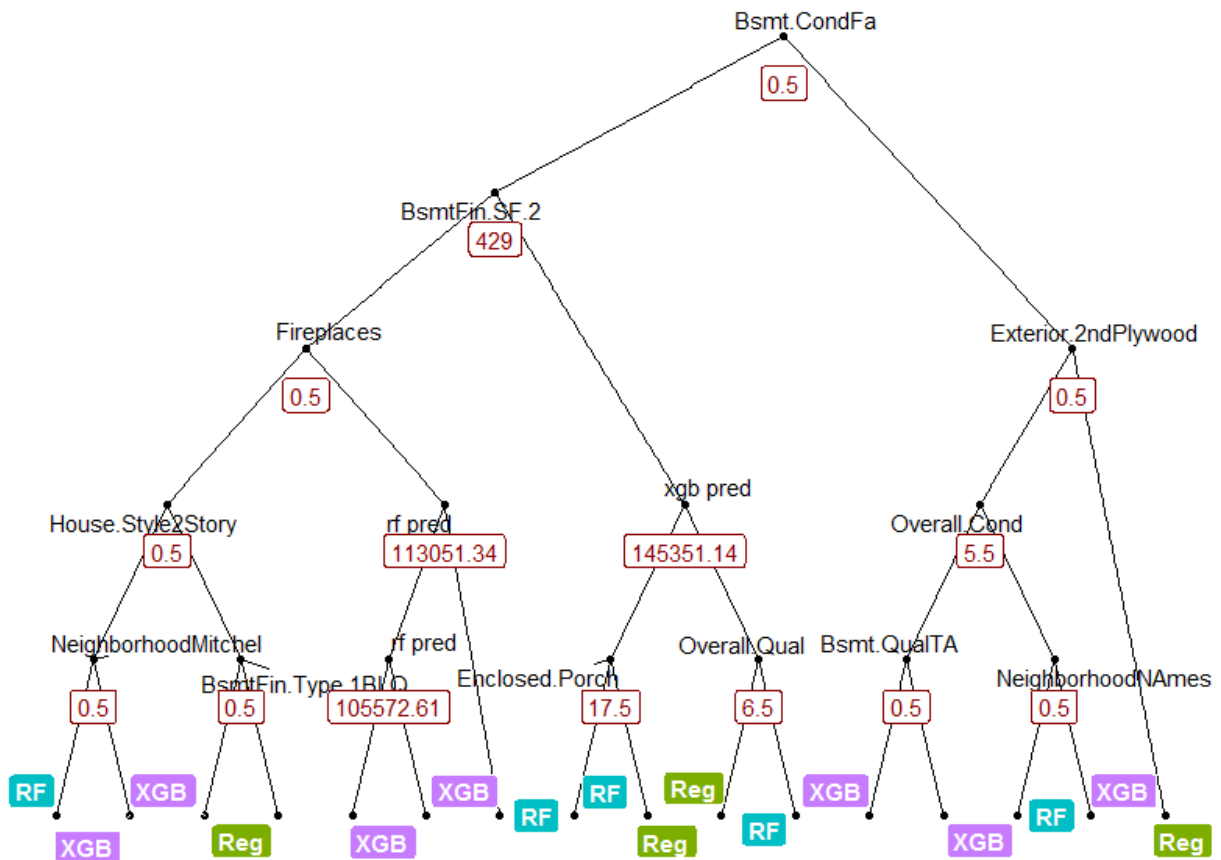 Bsmt.CondFa
0.5
BsmtFin.SF.2
429
Fireplaces
Exterior.2ndPlywood
0.5
0.5
xgb pred
House.Style2Story
rf pred
Overall.Cond
0.5
113051.34
145351.14
5.5
NeighborhoodMitchel
rf pred
Overall.Qual
Bsmt.QualTA
BsmtFin.Type.1BLQ
Enclosed.Porch
NeighborhoodNAmes
0.5
0.5
105572.61
17.5
6.5
0.5
0.5
RF
XGB
XGB
RF
Reg
XGB
XGB
XGB
Reg
XGB
RF
Reg
RF
XGB
RF
Reg